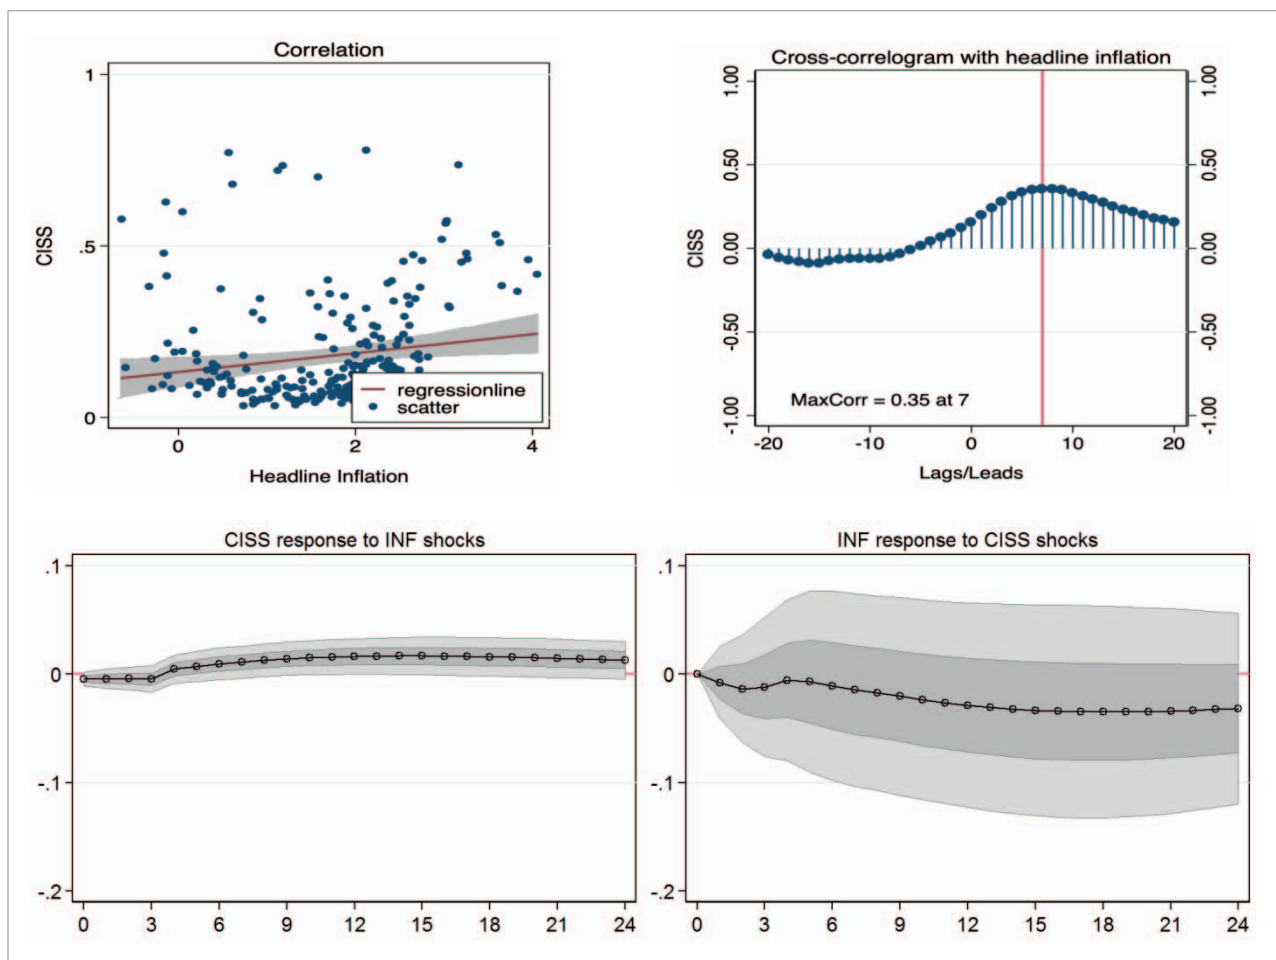 Correlation
1
.5
0
CISS
regressionline
scatter
0 2 4
Headline Inflation
Cross-correlogram with headline inflation
1.00 1.00
0.50 0.50
0.00 0.00
-0.50 -0.50
-1.00 -1.00
CISS
MaxCorr = 0.35 at 7
-20 -10 0 10 20
Lags/Leads
CISS response to INF shocks
.1
0
-.1
-.2
0 3 6 9 12 15 18 21 24
INF response to CISS shocks
.1
0
-.1
-.2
0 3 6 9 12 15 18 21 24